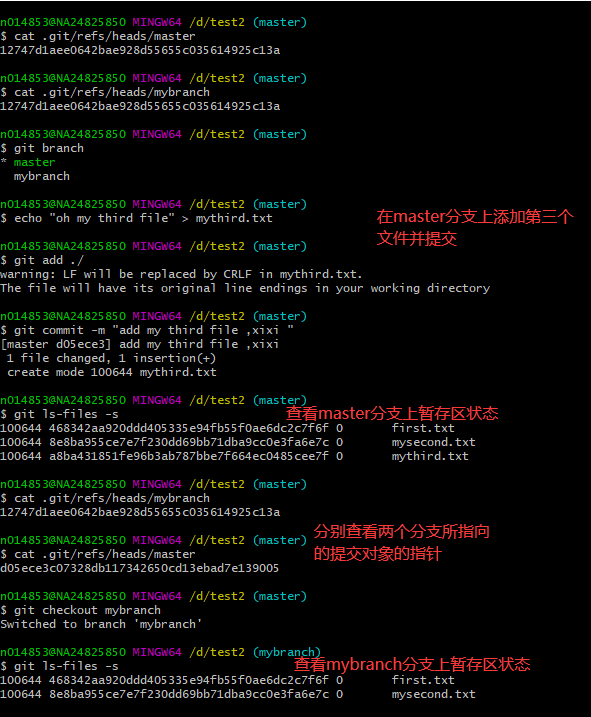 n014853@NA24825850 MINGW64 /d/test2 (master)
$ cat .git/refs/heads/master
12747d1aee0642bae928d55655c035614925c13a
n014853@NA24825850 MINGW64 /d/test2 (master)
$ cat .git/refs/heads/mybranch
12747d1aee0642bae928d55655c035614925c13a
n014853@NA24825850 MINGW64 /d/test2 (master)
$ git branch
* master
mybranch
n014853@NA24825850 MINGW64 /d/test2 (master)
$ echo "oh my third file" > mythird.txt
在master分支上添加第三个
文件并提交
n014853@NA24825850 MINGW64 /d/test2 (master)
$ git add ./
warning: LF will be replaced by CRLF in mythird.txt.
The file will have its original line endings in your working directory
n014853@NA24825850 MINGW64 /d/test2 (master)
$ git commit -m "add my third file ,xixi "
[master d05ece3] add my third file ,xixi
1 file changed, 1 insertion(+)
create mode 100644 mythird.txt
n014853@NA24825850 MINGW64 /d/test2 (master)
$ git ls-files -s 查看master分支上暂存区状态
100644 468342aa920ddd405335e94fb55f0ae6dc2c7f6f 0 first.txt
100644 8e8ba955ce7e7f230dd69bb71dba9cc0e3fa6e7c 0 mysecond.txt
100644 a8ba431851fe96b3ab787bbe7f664ec0485cee7f 0 mythird.txt
n014853@NA24825850 MINGW64 /d/test2 (master)
$ cat .git/refs/heads/mybranch
12747d1aee0642bae928d55655c035614925c13a
分别查看两个分支所指向
的提交对象的指针
n014853@NA24825850 MINGW64 /d/test2 (master)
$ cat .git/refs/heads/master
d05ece3c07328db117342650cd13ebad7e139005
n014853@NA24825850 MINGW64 /d/test2 (master)
$ git checkout mybranch
Switched to branch 'mybranch'
n014853@NA24825850 MINGW64 /d/test2 (mybranch)
$ git ls-files -s 查看mybranch分支上暂存区状态
100644 468342aa920ddd405335e94fb55f0ae6dc2c7f6f 0 first.txt
100644 8e8ba955ce7e7f230dd69bb71dba9cc0e3fa6e7c 0 mysecond.txt